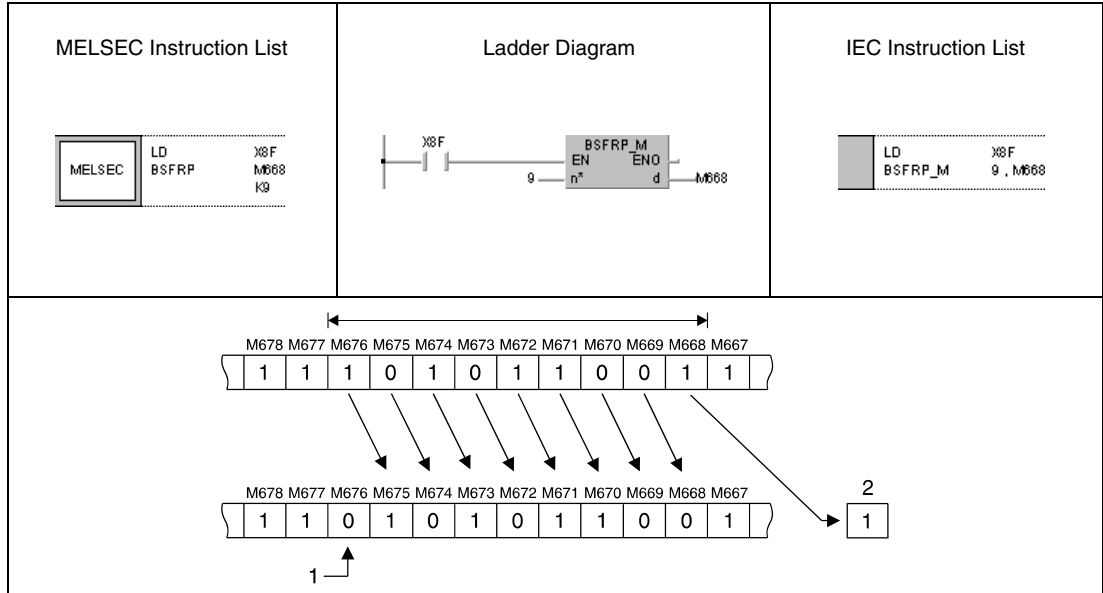 MELSEC Instruction List
Ladder Diagram
IEC Instruction List
MELSEC
LD X8F
BSFRP M668
K9
X8F
BSFRP_M
EN ENO
9 n* d M668
LD X8F
BSFRP_M 9 , M668
M678 M677 M676 M675 M674 M673 M672 M671 M670 M669 M668 M667
1 1 1 0 1 0 1 1 0 0 1 1
M678 M677 M676 M675 M674 M673 M672 M671 M670 M669 M668 M667
1 1 0 1 0 1 0 1 1 0 0 1
2
1
1